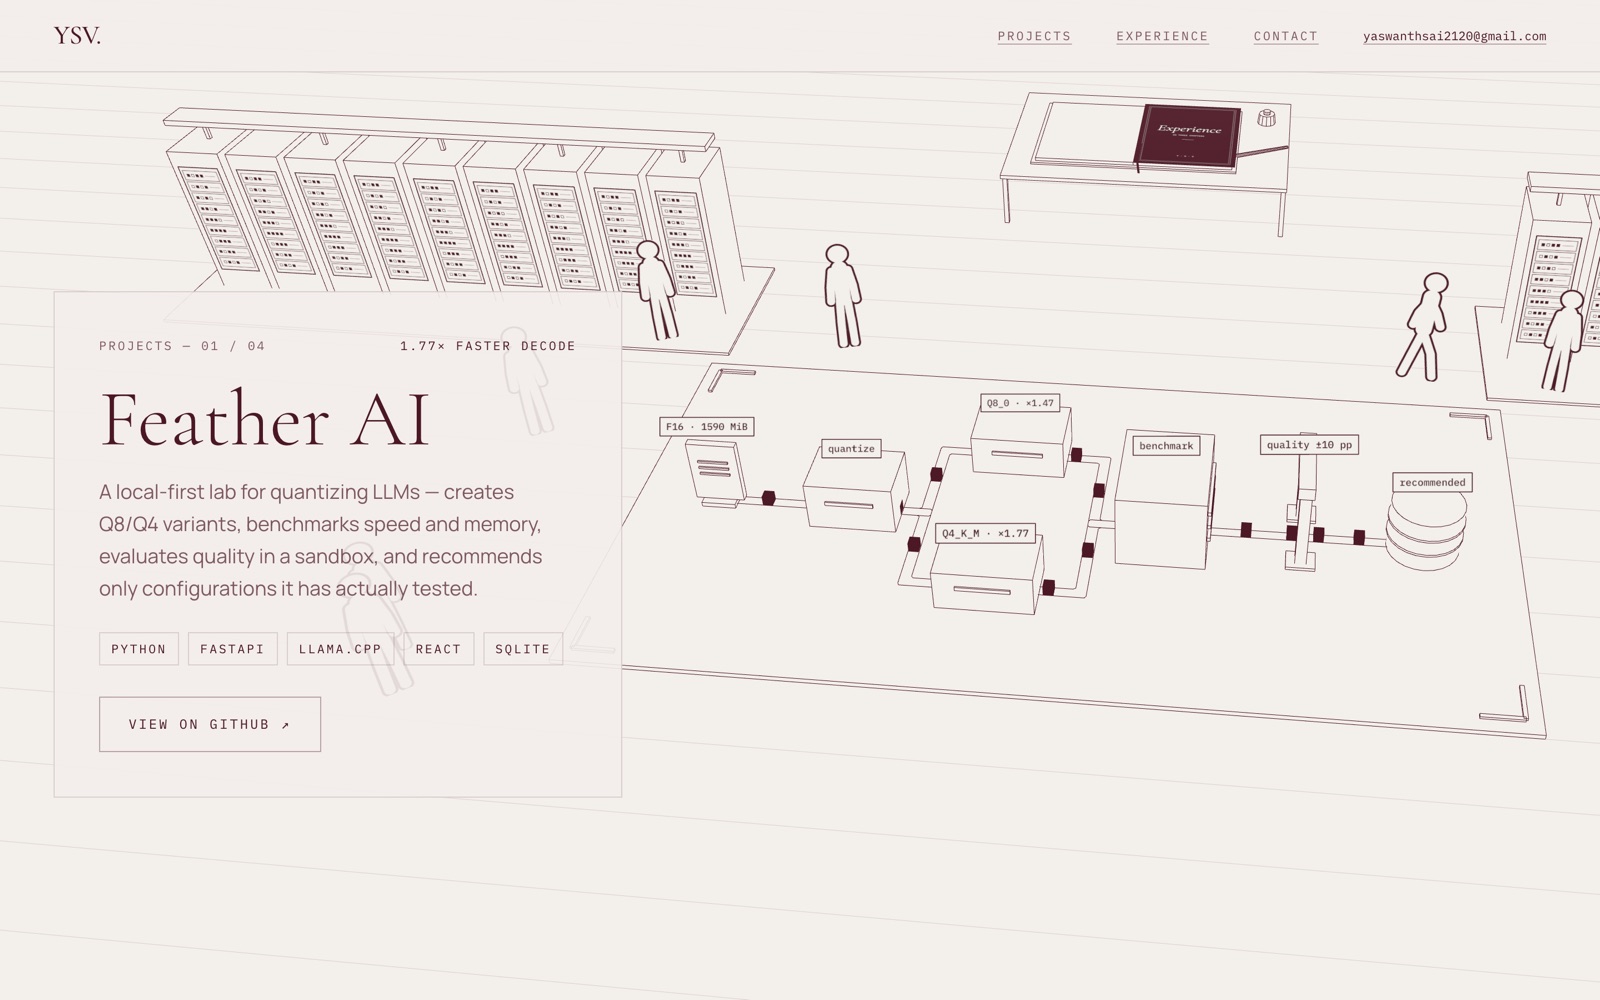 YSV.
PROJECTS
EXPERIENCE
CONTACT
yaswanthsai2120@gmail.com
Experience
PROJECTS — 01 / 04
1.77× FASTER DECODE
Feather AI
A local-first lab for quantizing LLMs — creates
Q8/Q4 variants, benchmarks speed and memory,
evaluates quality in a sandbox, and recommends
only configurations it has actually tested.
PYTHON
FASTAPI
LLAMA.CPP
REACT
SQLITE
VIEW ON GITHUB ↗
F16 · 1590 MiB
quantize
Q8_0 · ×1.47
Q4_K_M · ×1.77
benchmark
quality ±10 pp
recommended